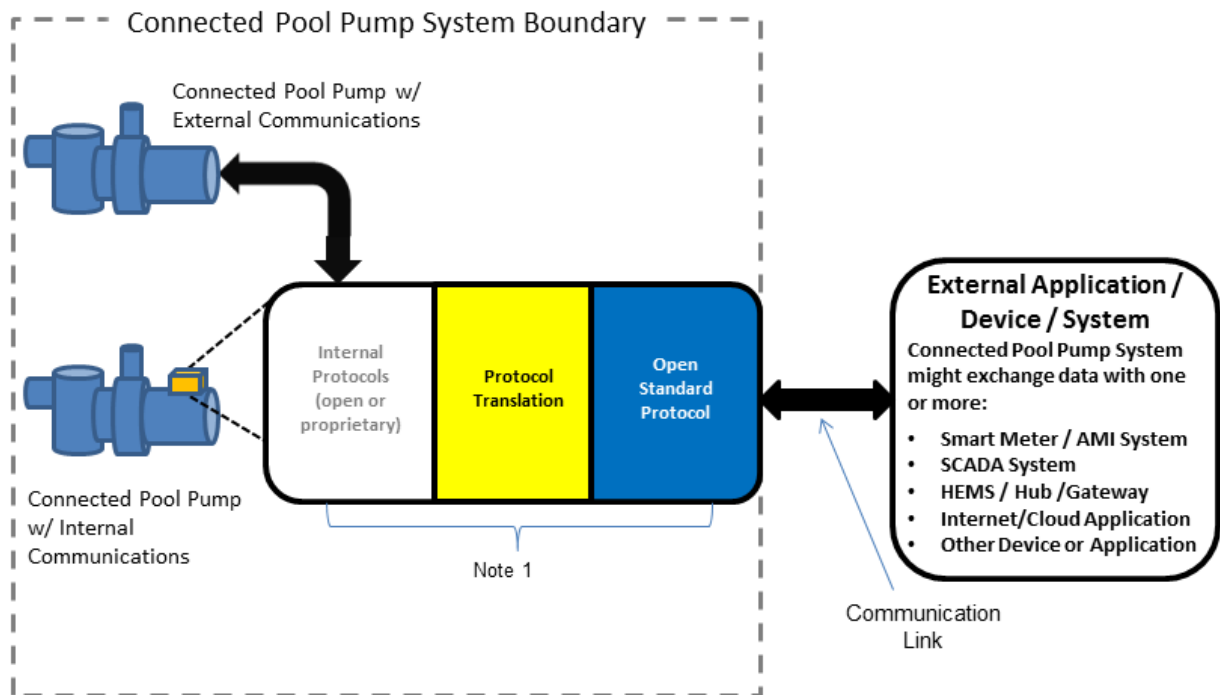 Connected Pool Pump System Boundary
Connected Pool Pump w/
External Communications
Internal
Protocols
(open or
proprietary)
Protocol
Translation
Open
Standard
Protocol
Connected Pool Pump
w/ Internal
Communications
Note 1
External Application /
Device / System
Connected Pool Pump System
might exchange data with one
or more:
• Smart Meter / AMI System
• SCADA System
• HEMS / Hub /Gateway
• Internet/Cloud Application
• Other Device or Application
Communication
Link